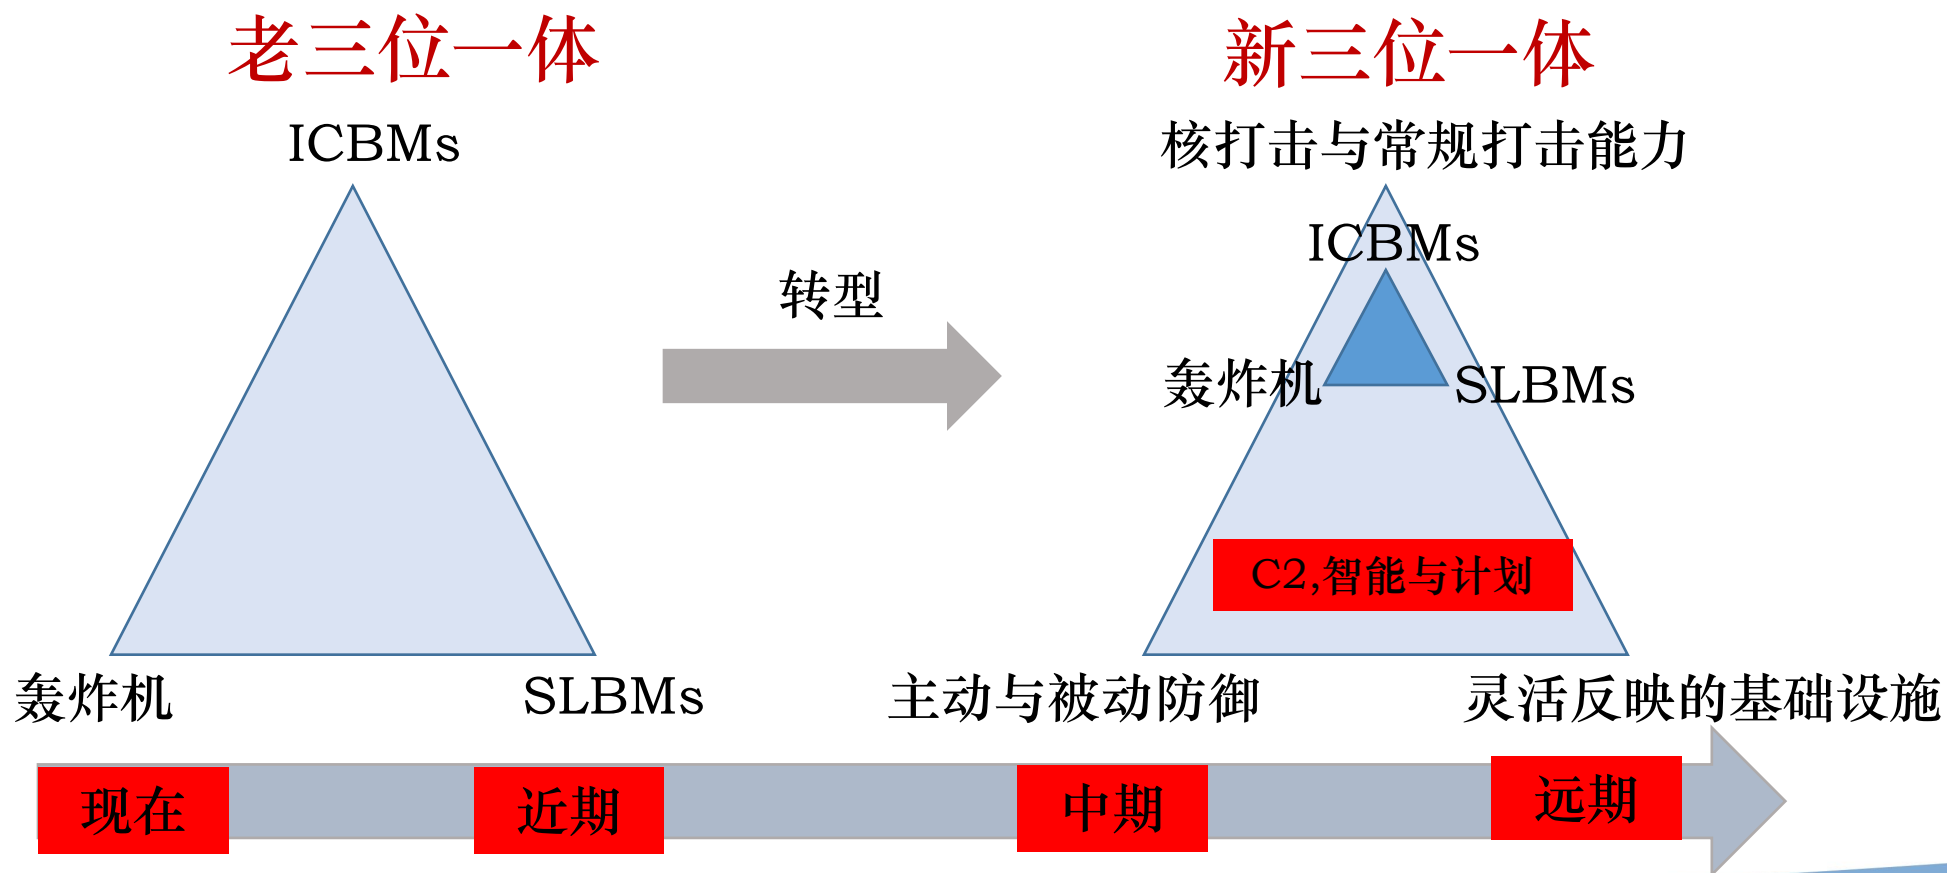 老三位一体
新三位一体
ICBMs
核打击与常规打击能力
ICBMs
转型
轰炸机
SLBMs
C2,智能与计划
轰炸机
SLBMs
主动与被动防御
灵活反映的基础设施
现在
近期
中期
远期